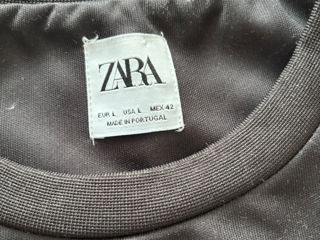 ZARA
EUR L USA L MEX 42
MADE IN PORTUGAL